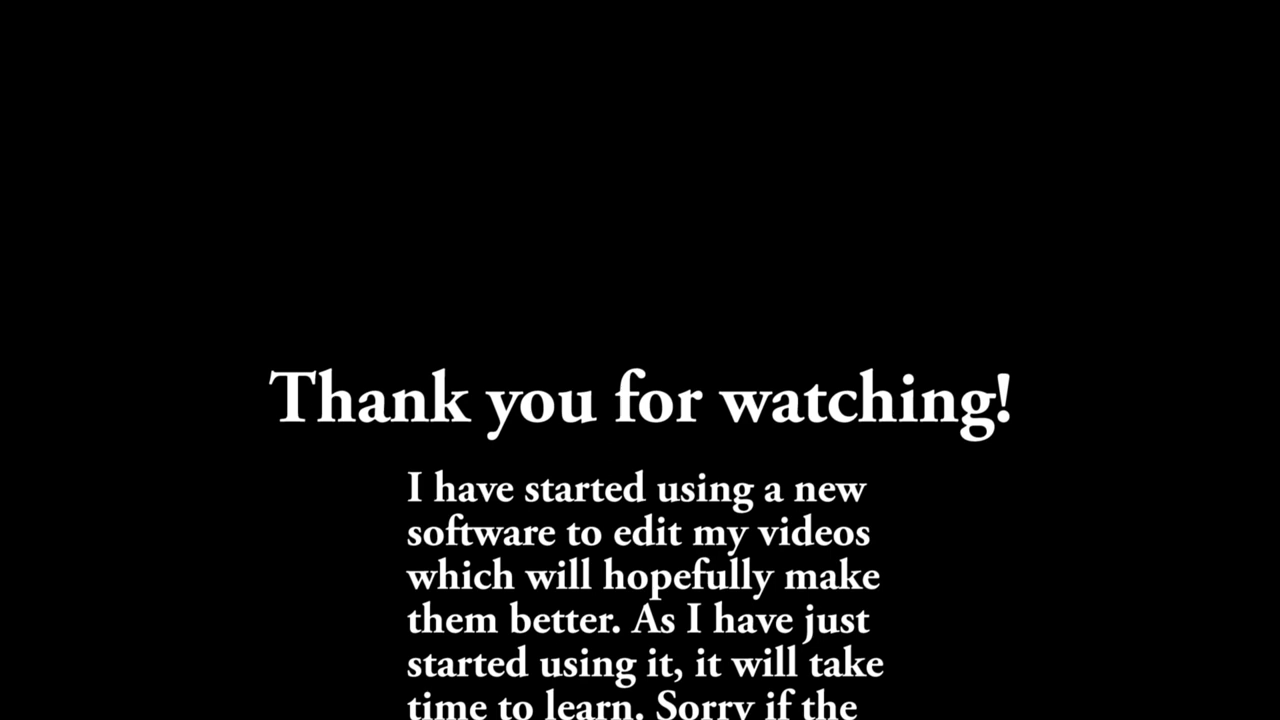 Thank you for watching!
I have started using a new
software to edit my videos
which will hopefully make
them better. As I have just
started using it, it will take
time to learn. Sorry if the